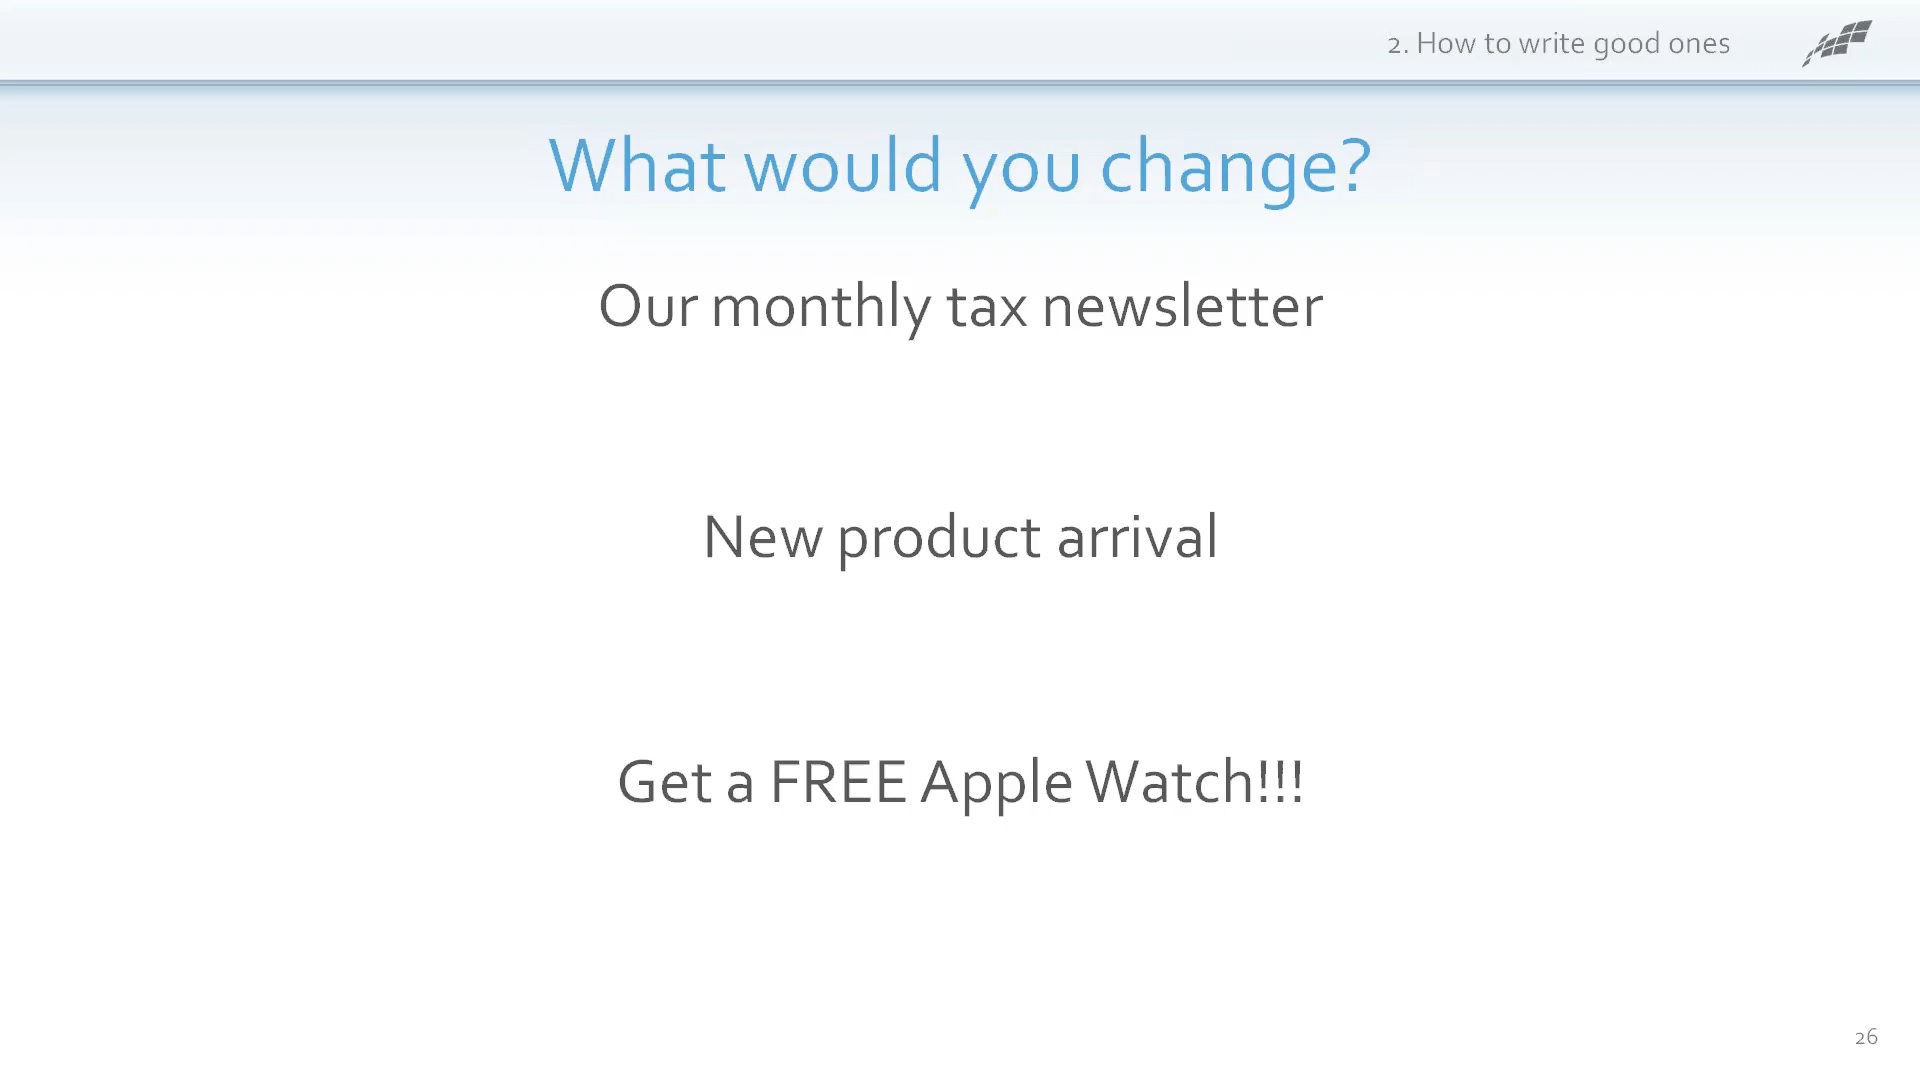 2. How to write good ones
What would you change?
Our monthly tax newsletter
New product arrival
Get a FREE Apple Watch!!!
26